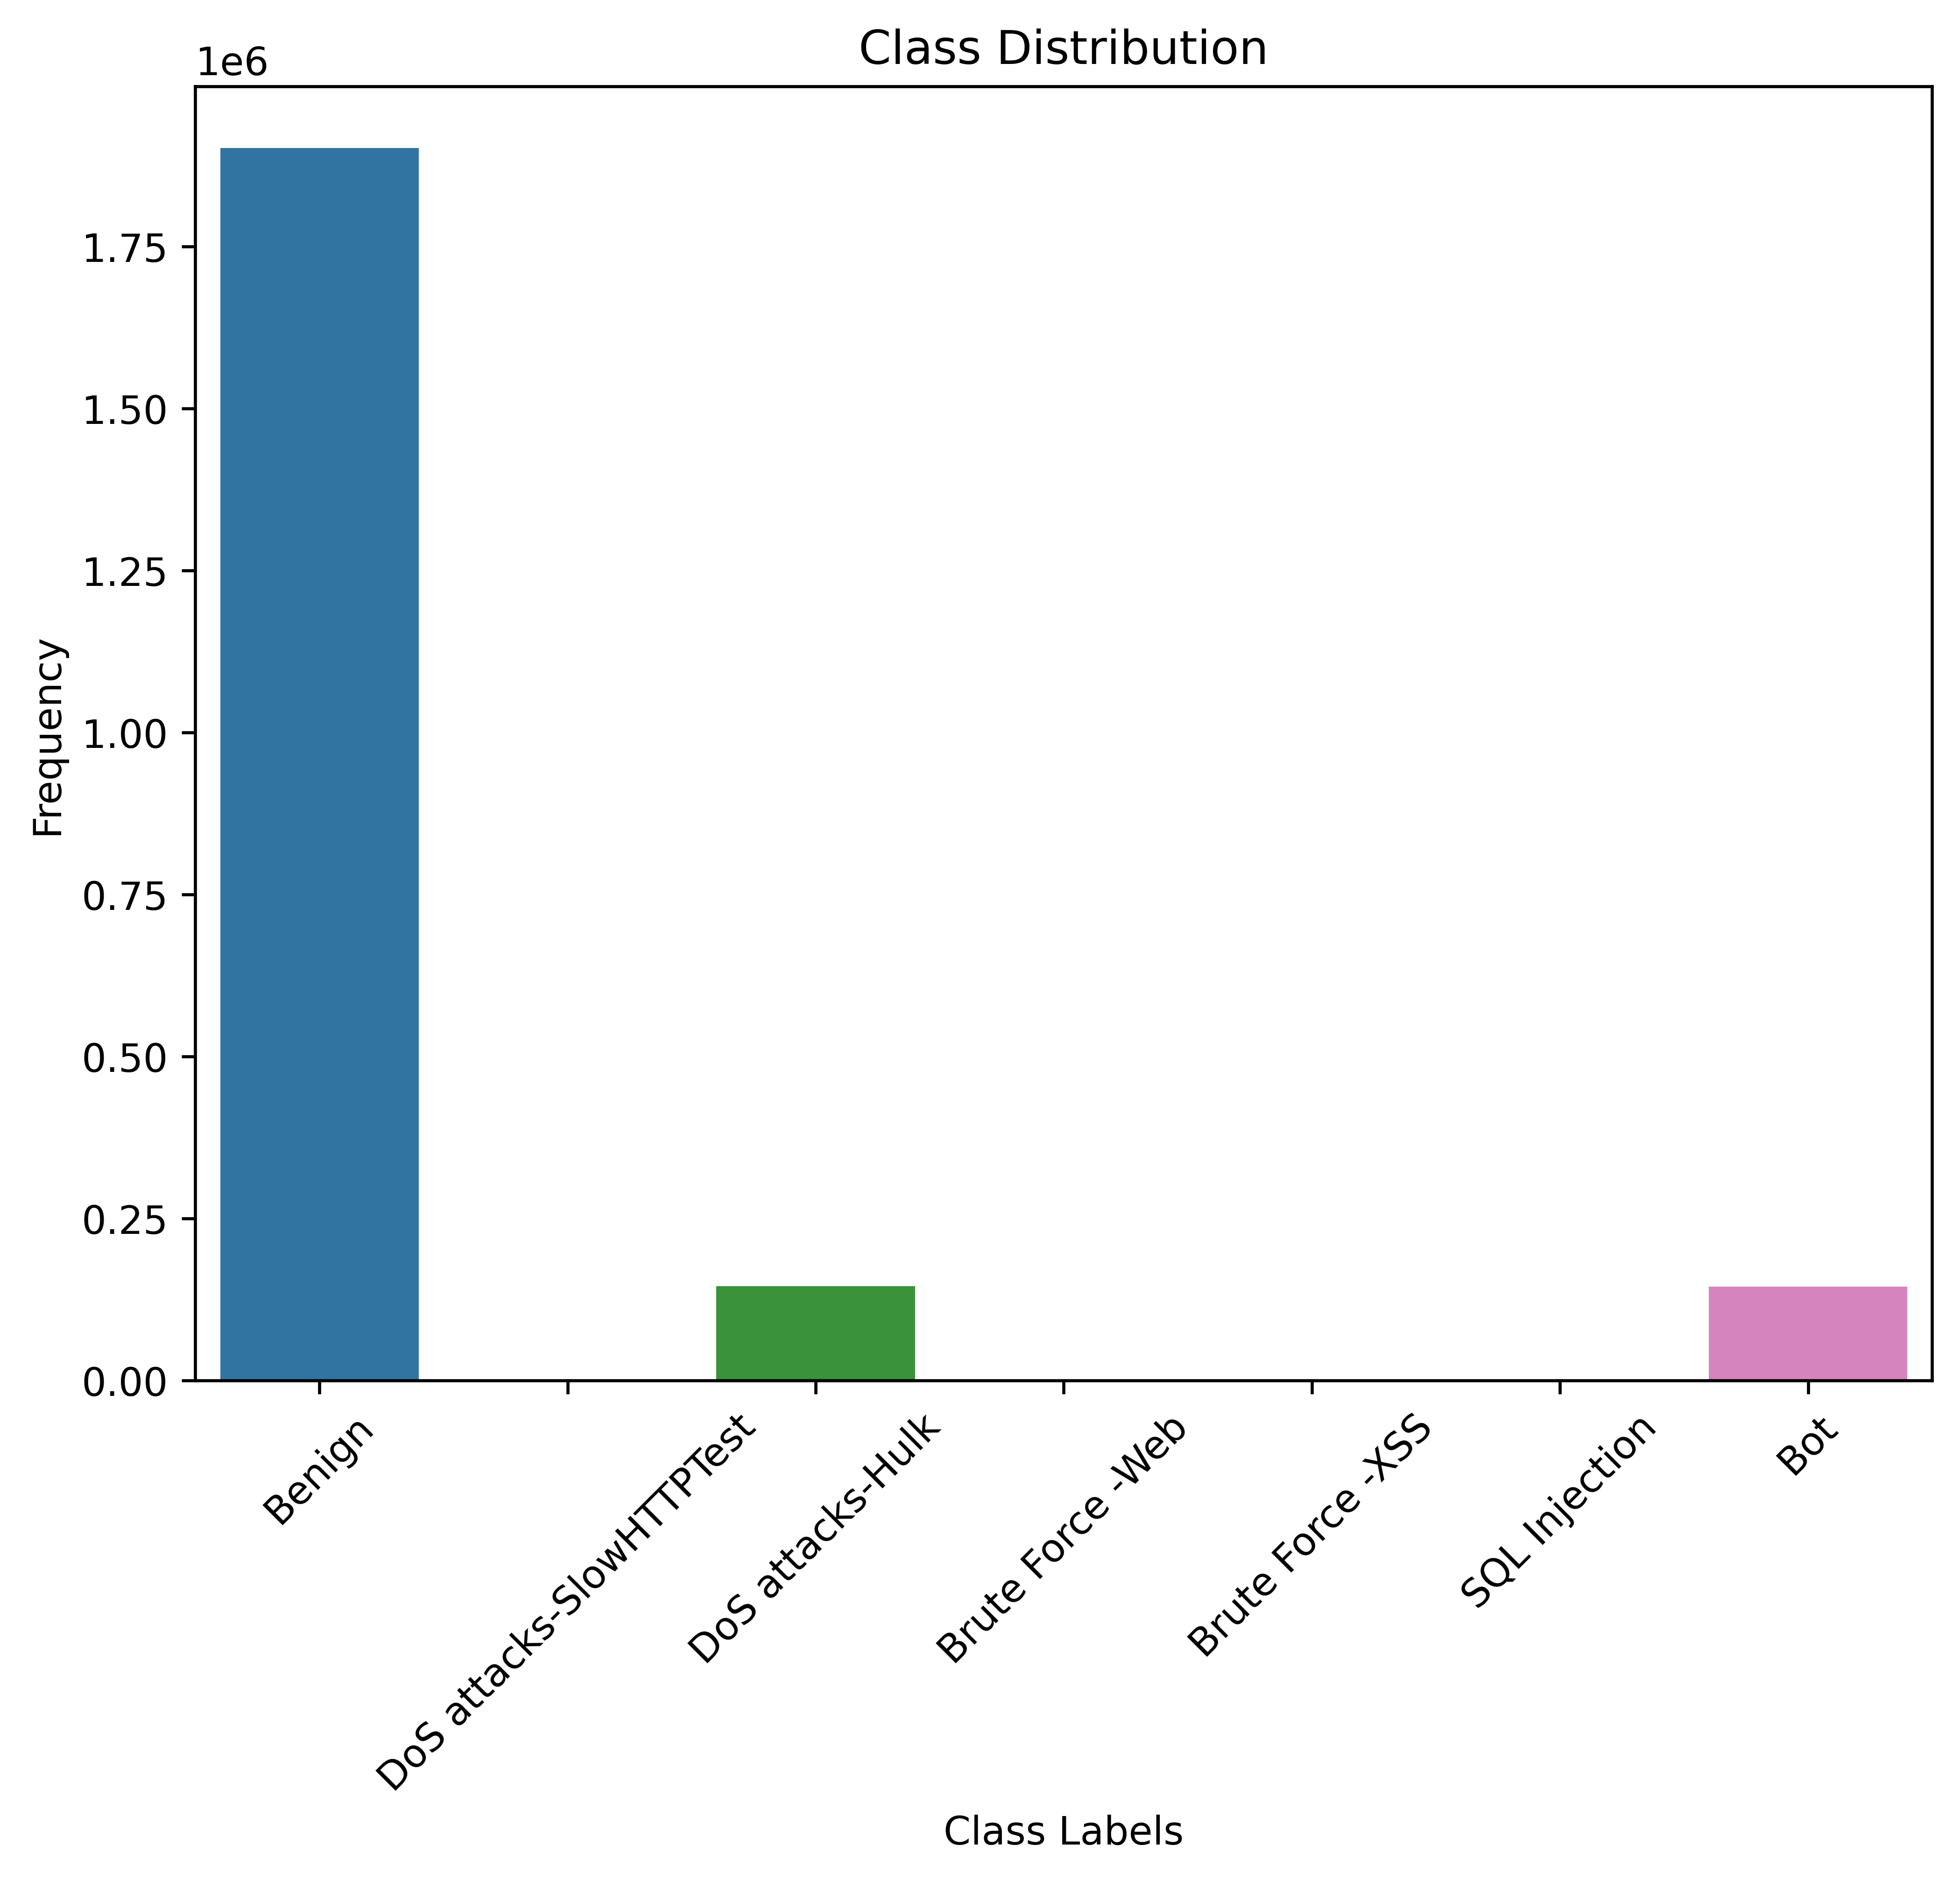 Class Distribution
1e6
1.75
1.50
1.25
1.00
0.75
0.50
0.25
0.00
Frequency
Benign
DoS attacks-SlowHTTPTest
DoS attacks-Hulk
Brute Force -Web
Brute Force -XSS
SQL Injection
Bot
Class Labels